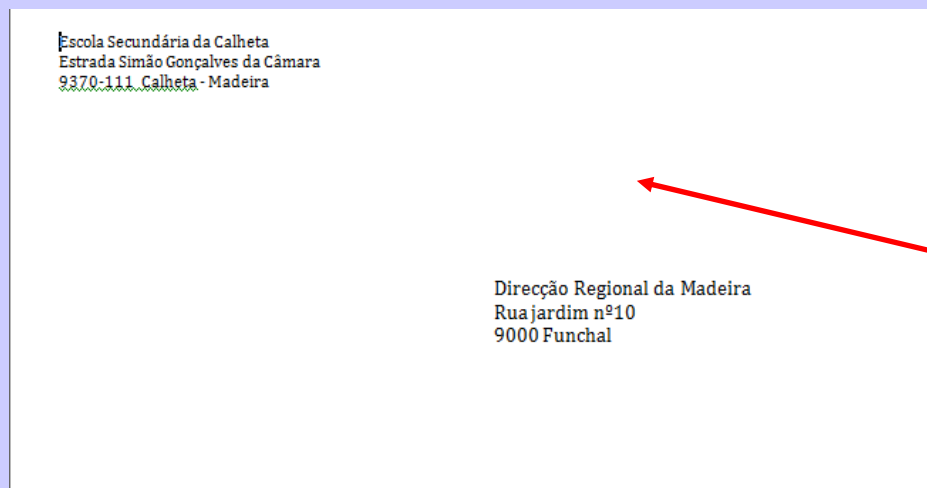 Escola Secundária da Calheta
Estrada Simão Gonçalves da Câmara
9370-111 Calheta - Madeira
Direcção Regional da Madeira
Rua jardim nº10
9000 Funchal